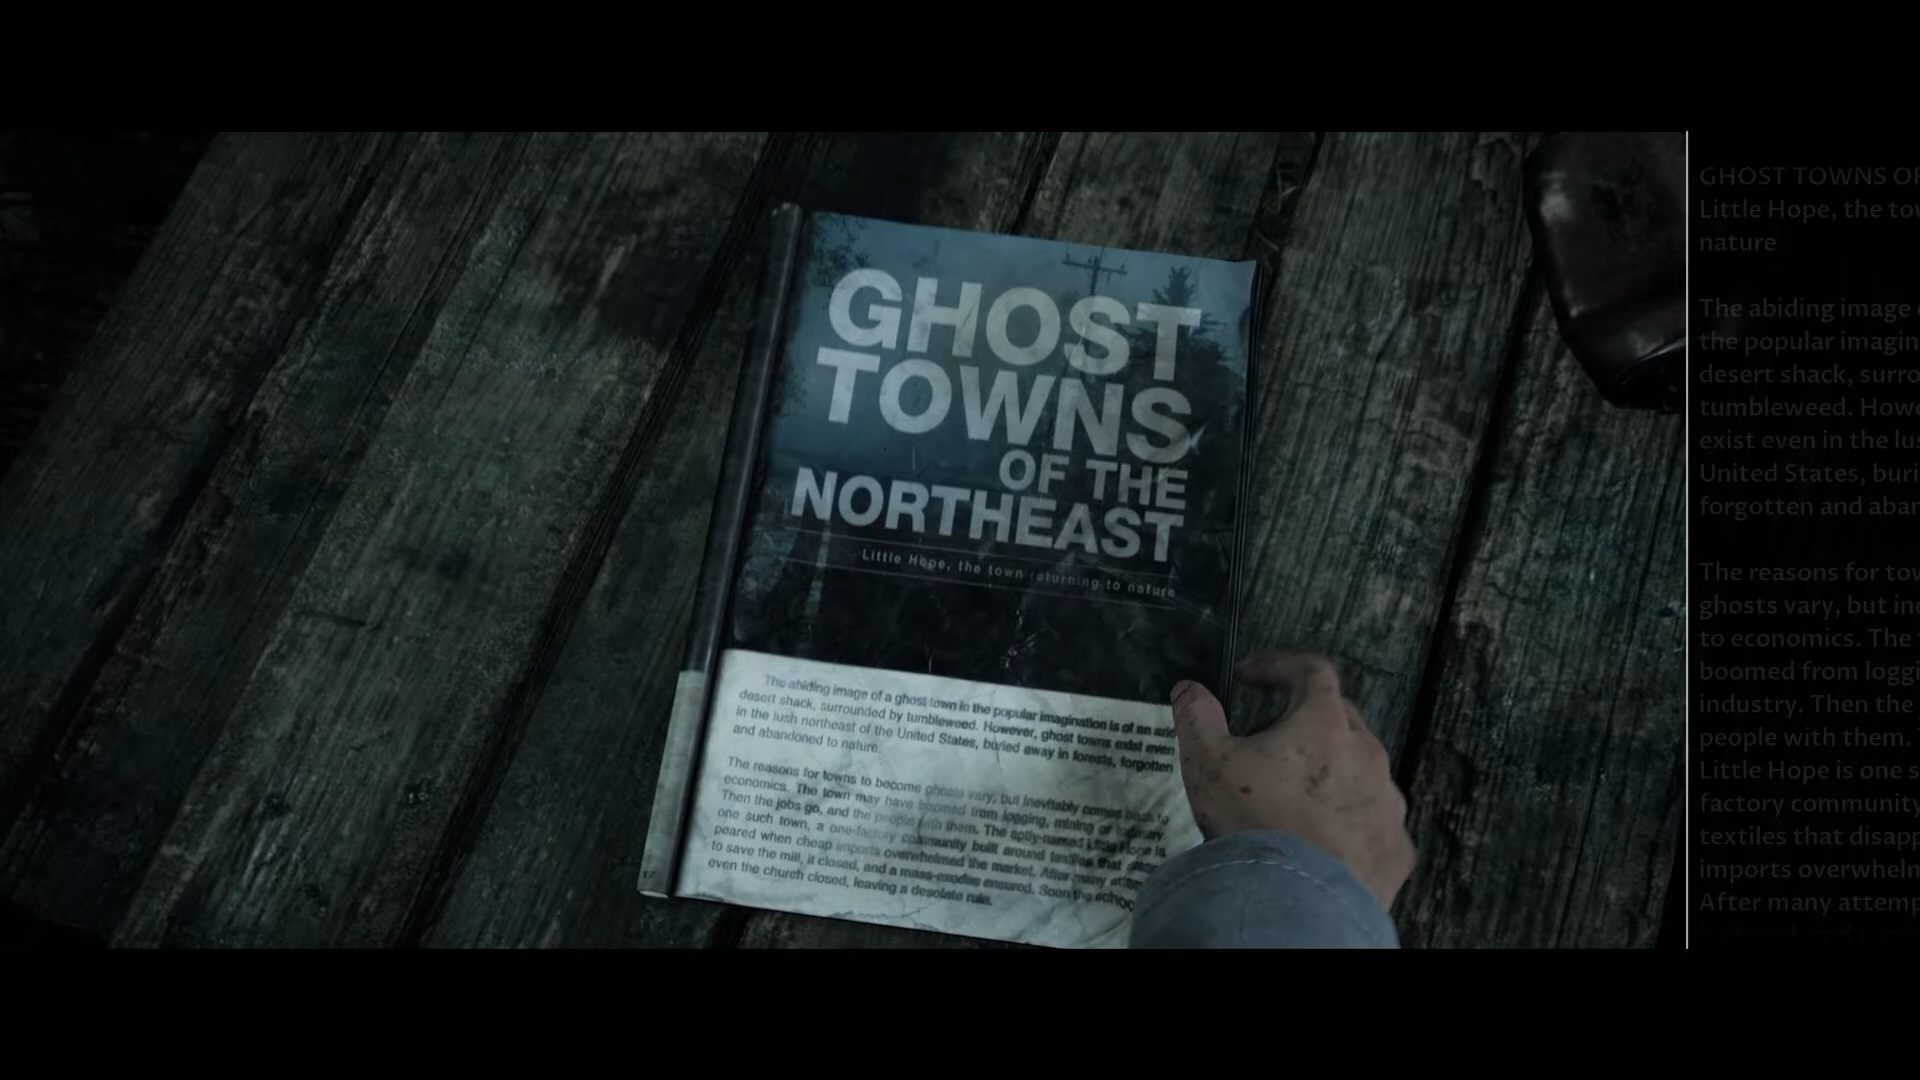 GHOST
TOWNS
OF THE
NORTHEAST
Little Hope, the town returning to nature
The abiding image of a ghost town in the popular imagination is of an arid
desert shack, surrounded by tumbleweed. However, ghost towns exist even
in the lush northeast of the United States, buried away in forests, forgotten
and abandoned to nature.
The reasons for towns to become ghosts vary, but inevitably comes back to
economics. The town may have boomed from logging, mining or industry.
Then the jobs go, and the people with them. The aptly-named Little Hope is
one such town, a one-factory community built around textiles that disap-
peared when cheap imports overwhelmed the market. After many
to save the mill, it closed, and a mass-exodus ensured. Soon the schoo
even the church closed, leaving a desolate ruin.
GHOST TOWNS OF
Little Hope, the tow
nature
The abiding image
the popular imagin
desert shack, surro
tumbleweed. Howe
exist even in the lus
United States, buri
forgotten and aban
The reasons for tow
ghosts vary, but ine
to economics. The
boomed from loggi
industry. Then the
people with them.
Little Hope is one s
factory community
textiles that disapp
imports overwhelm
After many attemp